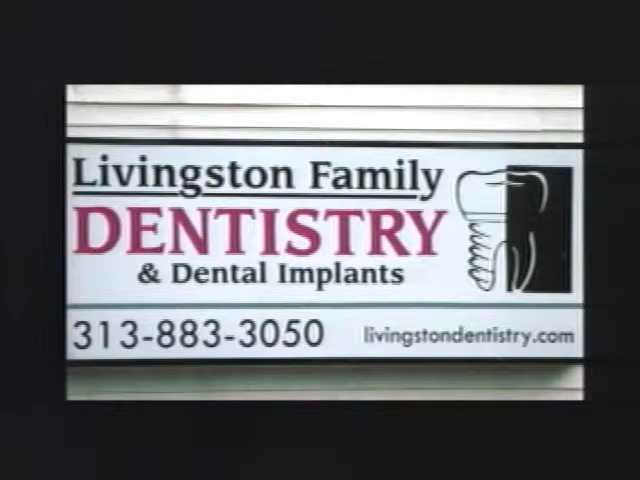 Livingston Family
DENTISTRY
& Dental Implants
313-883-3050
livingstondentistry.com